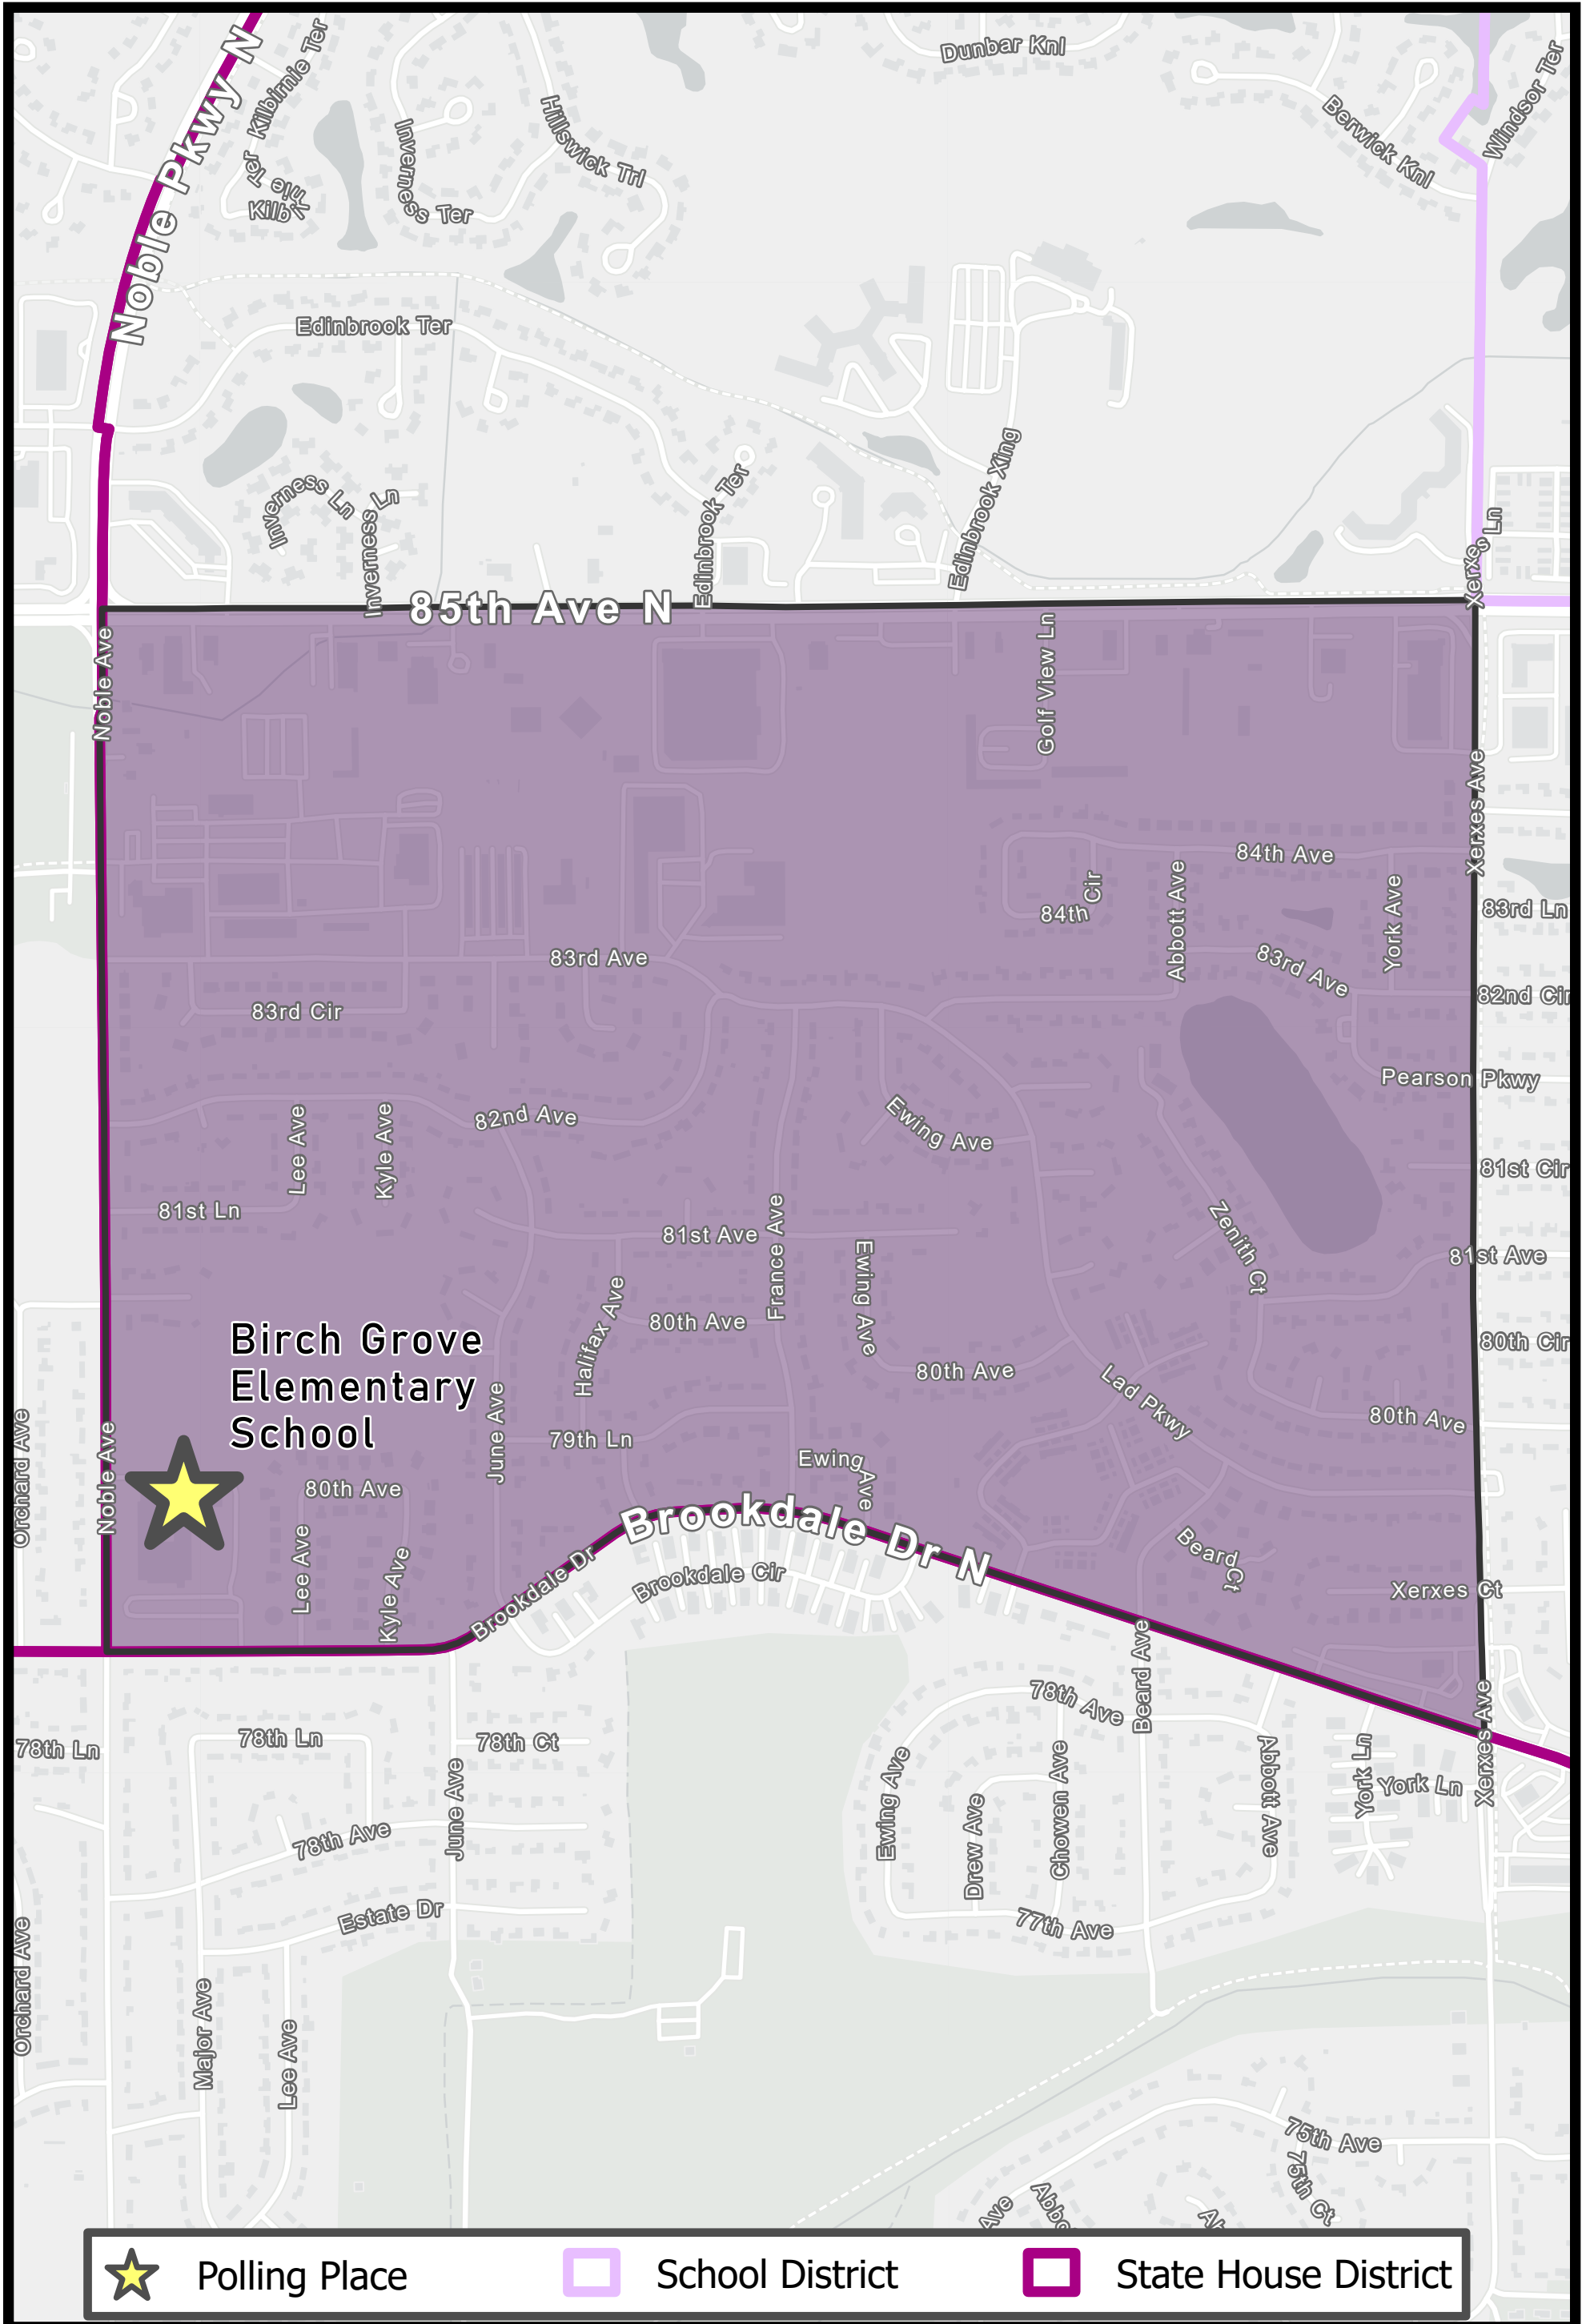 Noble Pkwy N
Kilbirnie Ter
Inverness Ter
Hillswick Trl
Dunbar Knl
Berwick Knl
Windsor Ter
Edinbrook Ter
Inverness Ln
Inverness Ln
Edinbrook Ter
Edinbrook Xing
Xerxes Ln
85th Ave N
Noble Ave
Golf View Ln
Xerxes Ave
84th Ave
84th Cir
Abbott Ave
York Ave
83rd Ln
83rd Ave
83rd Ave
82nd Cir
83rd Cir
Pearson Pkwy
82nd Ave
Ewing Ave
Lee Ave
Kyle Ave
81st Cir
81st Ln
81st Ave
France Ave
Zenith Ct
81st Ave
Ewing Ave
Halifax Ave
80th Ave
80th Cir
Birch Grove
Elementary
School
80th Ave
Lad Pkwy
80th Ave
Orchard Ave
Noble Ave
June Ave
79th Ln
Ewing Ave
80th Ave
Brookdale Dr N
Lee Ave
Kyle Ave
Brookdale Dr
Brookdale Cir
Beard Ct
Xerxes Ct
Beard Ave
78th Ave
Xerxes Ave
78th Ln
78th Ln
78th Ct
June Ave
Ewing Ave
Drew Ave
Chowen Ave
Abbott Ave
York Ln
York Ln
78th Ave
Estate Dr
77th Ave
Orchard Ave
Major Ave
Lee Ave
75th Ave
75th Ct
Ave
Abbo
Polling Place
School District
State House District